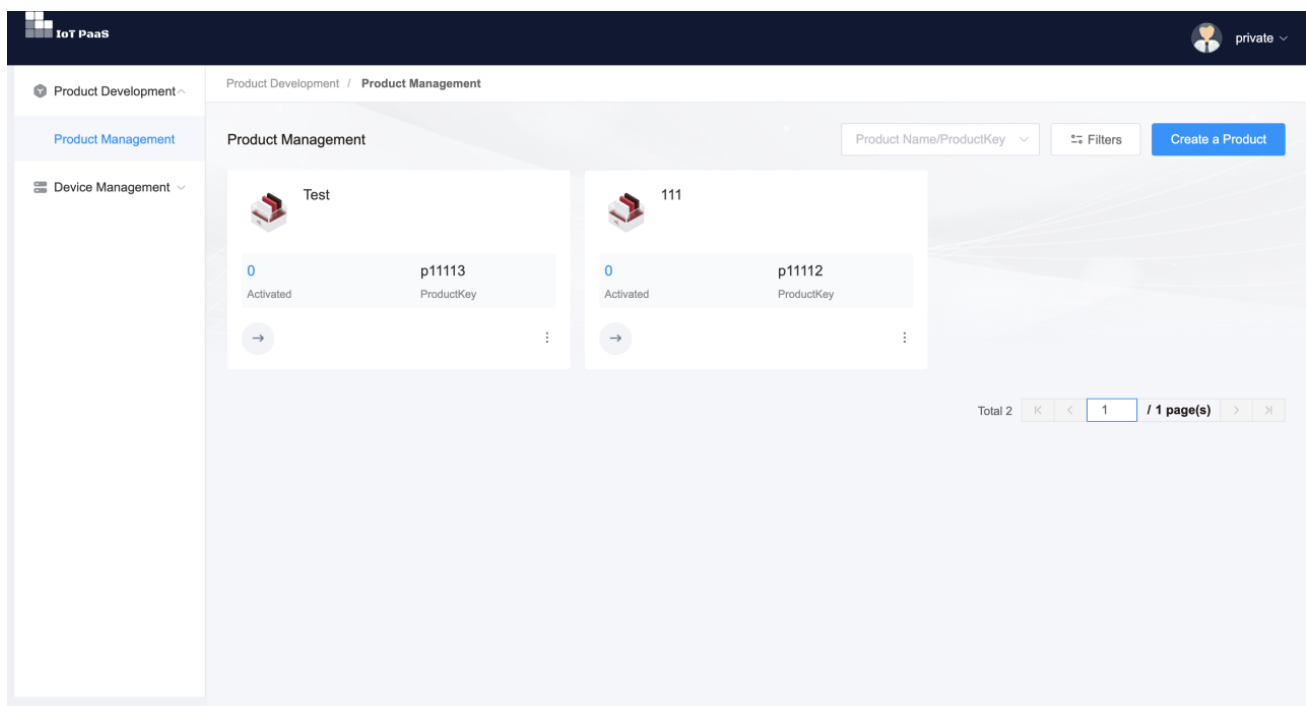 IoT PaaS
private
Product Development
Product Development / Product Management
Product Management
Product Management
Product Name/ProductKey
Filters
Create a Product
Device Management
Test
111
0
p11113
0
p11112
Activated
ProductKey
Activated
ProductKey
Total 2
1
/ 1 page(s)